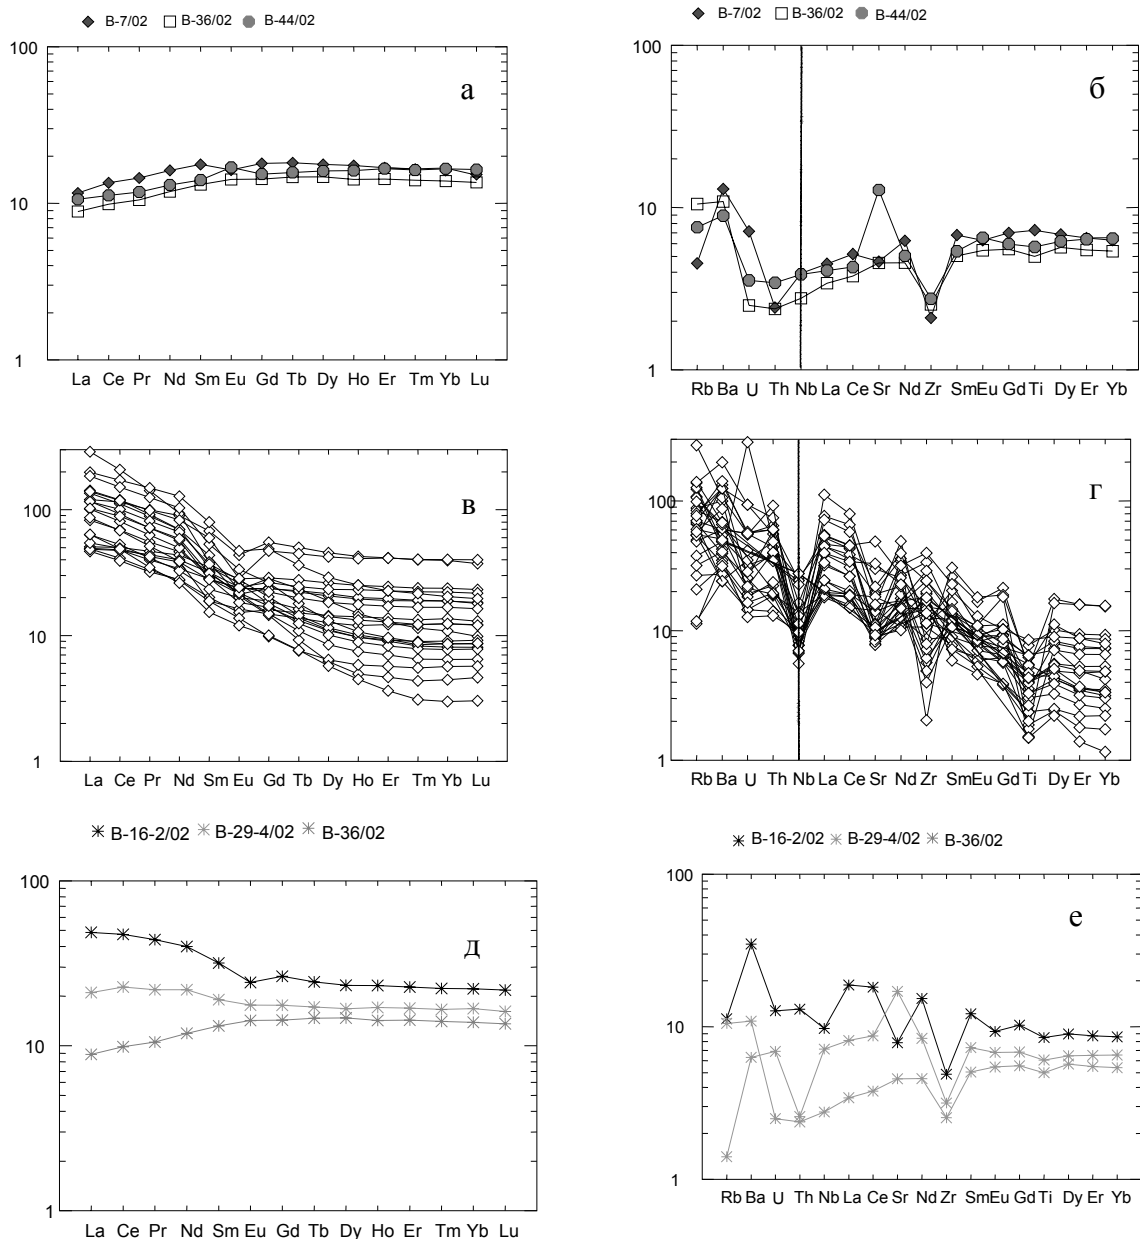 B-7/02 B-36/02 B-44/02
100
10
1
а
La Ce Pr Nd Sm Eu Gd Tb Dy Ho Er Tm Yb Lu
B-7/02 B-36/02 B-44/02
100
10
1
б
Rb Ba U Th Nb La Ce Sr Nd Zr Sm Eu Gd Ti Dy Er Yb
100
10
1
в
La Ce Pr Nd Sm Eu Gd Tb Dy Ho Er Tm Yb Lu
100
10
1
г
Rb Ba U Th Nb La Ce Sr Nd Zr Sm Eu Gd Ti Dy Er Yb
B-16-2/02 B-29-4/02 B-36/02
100
10
1
д
La Ce Pr Nd Sm Eu Gd Tb Dy Ho Er Tm Yb Lu
B-16-2/02 B-29-4/02 B-36/02
100
10
1
е
Rb Ba U Th Nb La Ce Sr Nd Zr Sm Eu Gd Ti Dy Er Yb